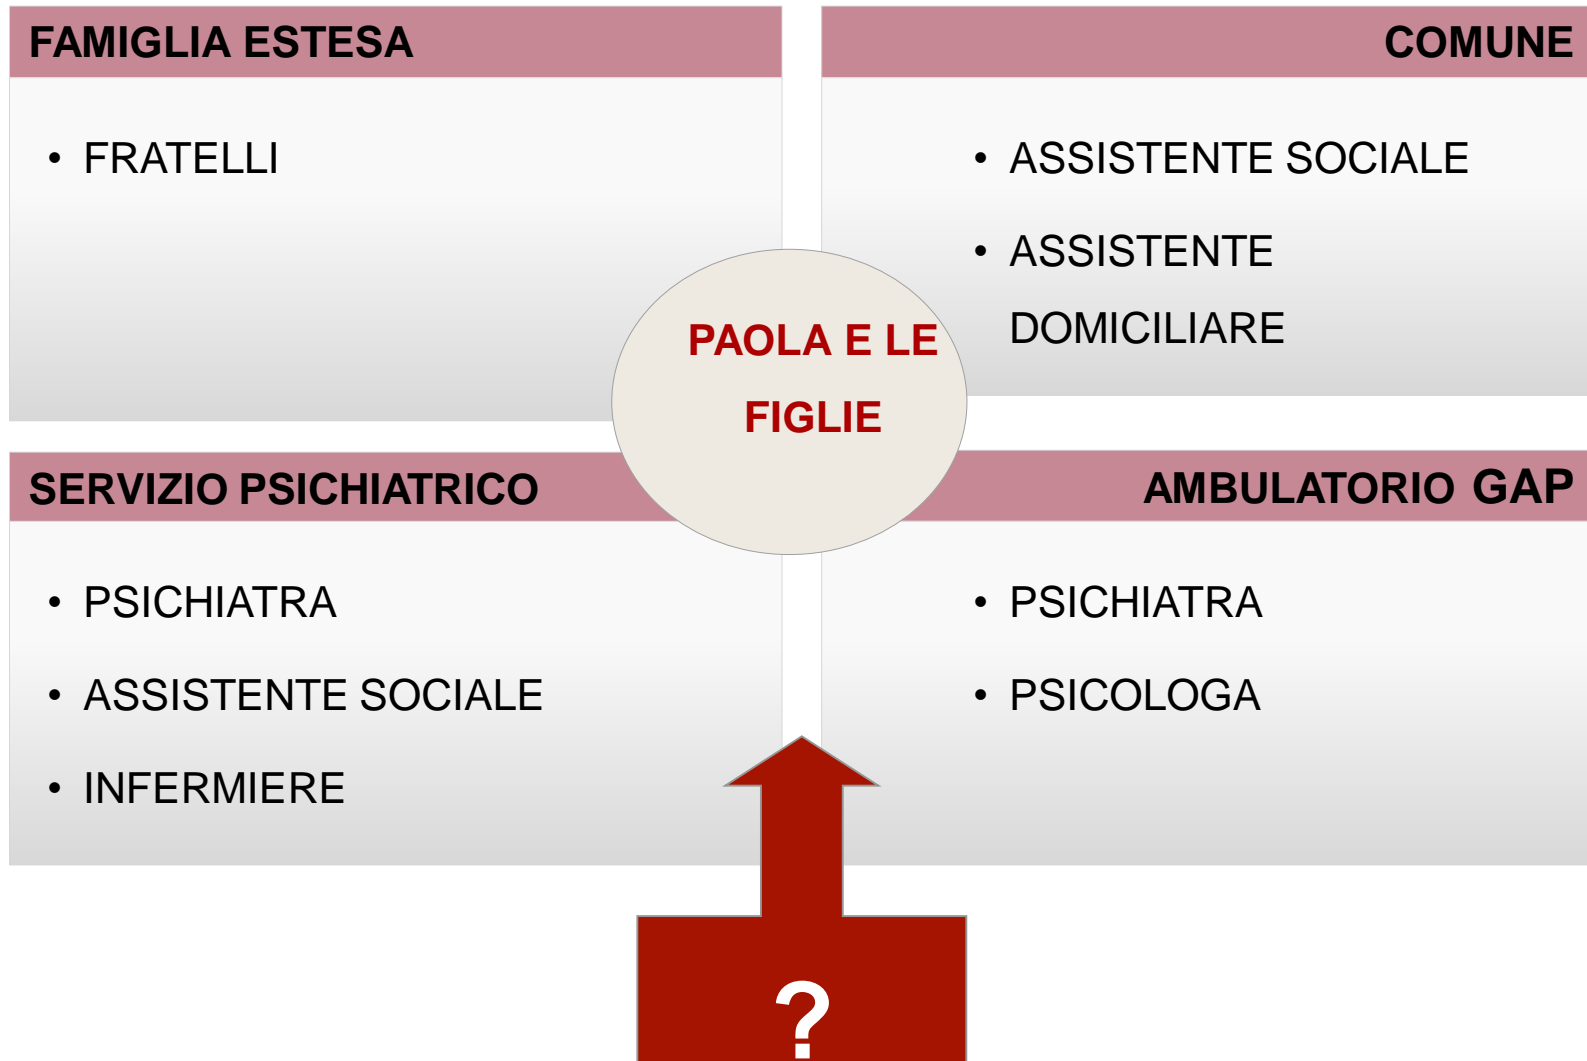 FAMIGLIA ESTESA
• FRATELLI
COMUNE
• ASSISTENTE SOCIALE
• ASSISTENTE
DOMICILIARE
PAOLA E LE
FIGLIE
SERVIZIO PSICHIATRICO
• PSICHIATRA
• ASSISTENTE SOCIALE
• INFERMIERE
AMBULATORIO GAP
• PSICHIATRA
• PSICOLOGA
?